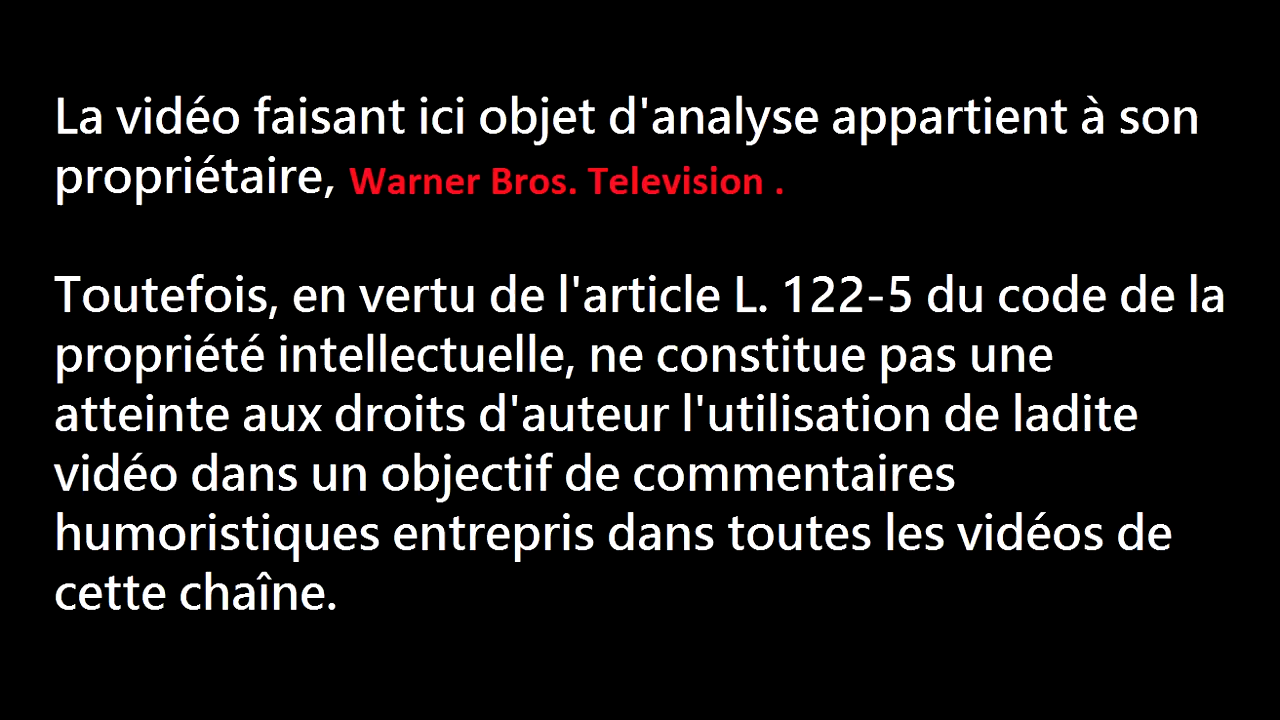 La vidéo faisant ici objet d'analyse appartient à son
propriétaire, Warner Bros. Television .
Toutefois, en vertu de l'article L. 122-5 du code de la
propriété intellectuelle, ne constitue pas une
atteinte aux droits d'auteur l'utilisation de ladite
vidéo dans un objectif de commentaires
humoristiques entrepris dans toutes les vidéos de
cette chaîne.